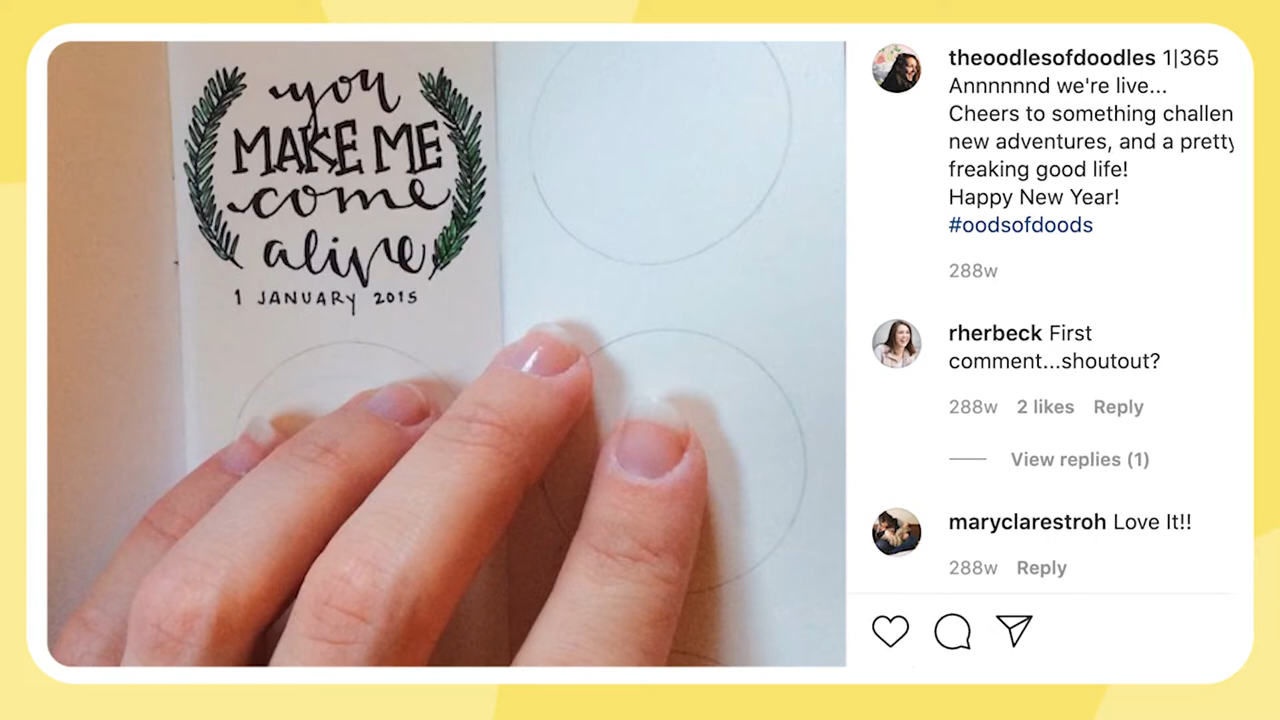 you
MAKE ME
come
alive
1 JANUARY 2015
theoodlesofdoodles 1|365
Annnnnnd we're live...
Cheers to something challen
new adventures, and a pretty
freaking good life!
Happy New Year!
#oodsofdoods
288w
rherbeck First
comment...shoutout?
288w 2 likes Reply
View replies (1)
maryclarestroh Love It!!
288w Reply